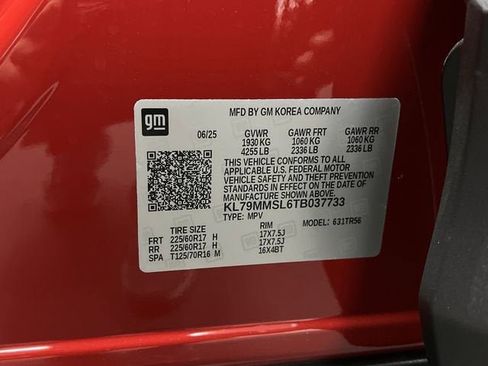 MFD BY GM KOREA COMPANY
gm
06/25 GVWR GAWR FRT GAWR RR
1930 KG 1060 KG 1060 KG
4255 LB 2336 LB 2336 LB
THIS VEHICLE CONFORMS TO ALL
APPLICABLE U.S. FEDERAL MOTOR
VEHICLE SAFETY, BUMPER, AND THEFT
PREVENTION STANDARDS IN EFFECT ON THE
DATE OF MANUFACTURE SHOWN ABOVE.
KL79MMSL6TB037733
TYPE: MPV MODEL: 631TR56
TIRE SIZE RIM
FRT 225/60R17 H 17X7.5J
RR 225/60R17 H 17X7.5J
SPA T125/70R16 M 16X4BT